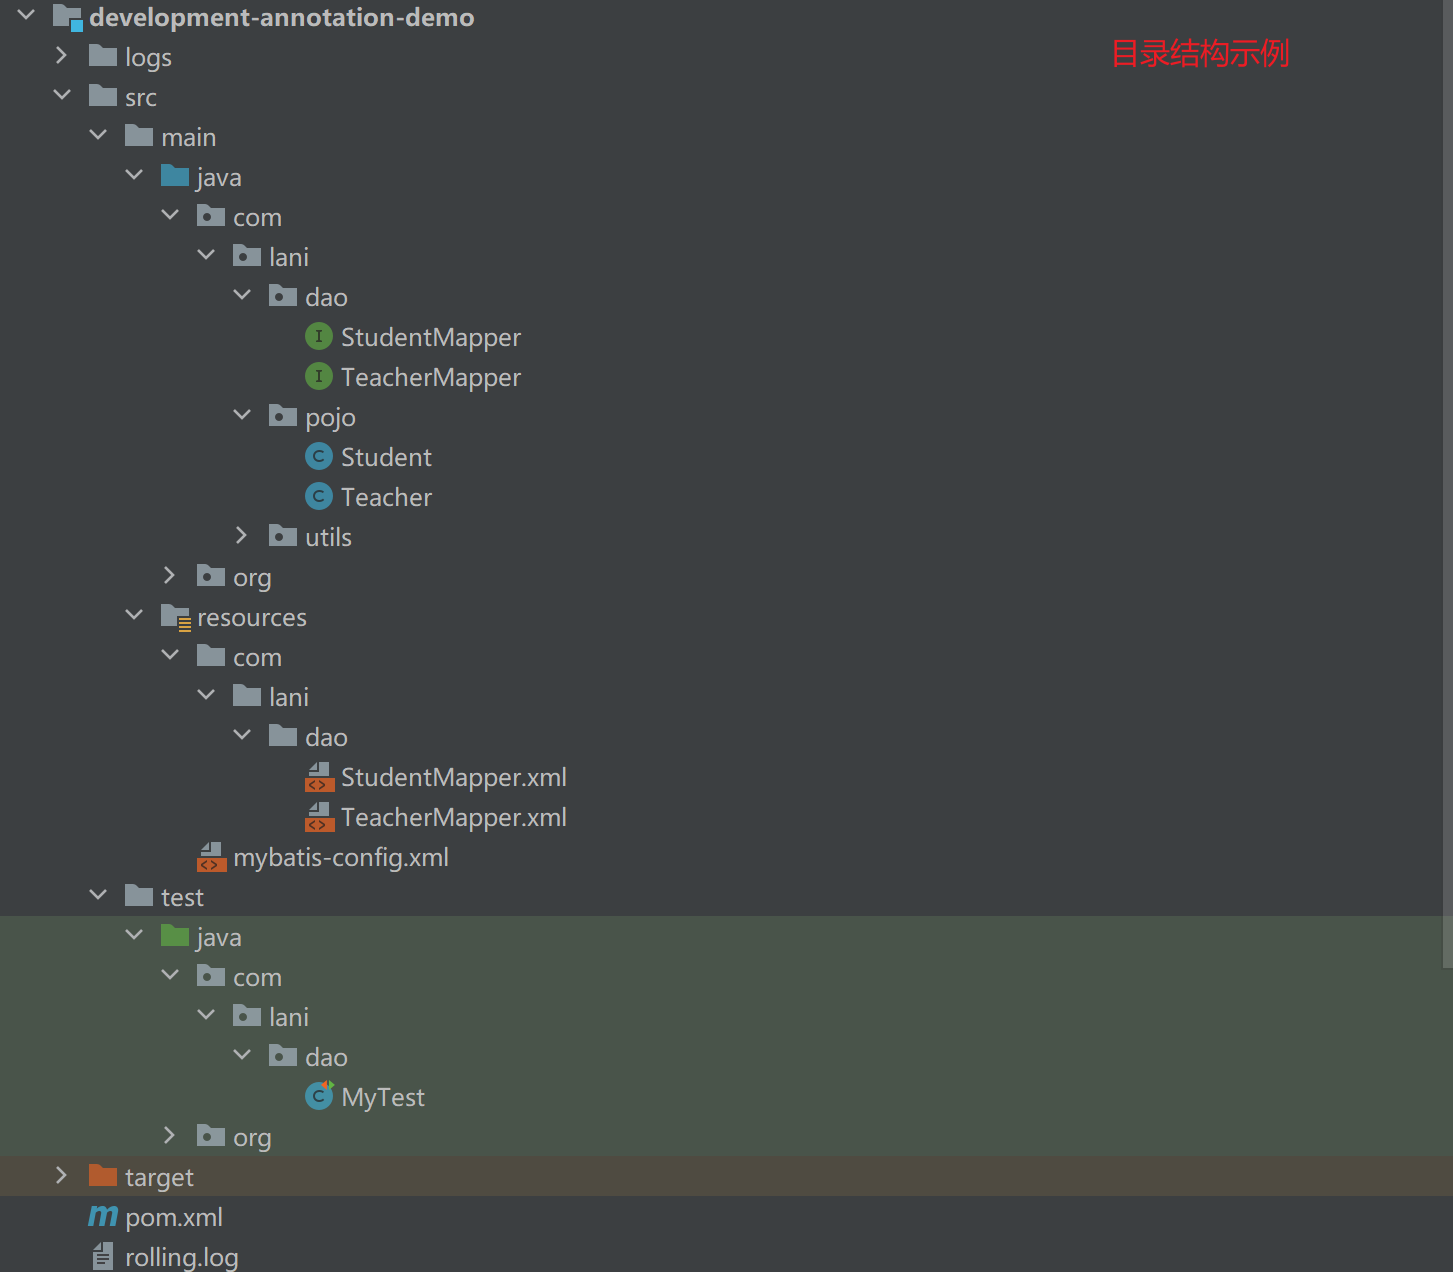 development-annotation-demo
目录结构示例
logs
src
main
java
com
lani
dao
StudentMapper
TeacherMapper
pojo
Student
Teacher
utils
org
resources
com
lani
dao
StudentMapper.xml
TeacherMapper.xml
mybatis-config.xml
test
java
com
lani
dao
MyTest
org
target
pom.xml
rolling.log